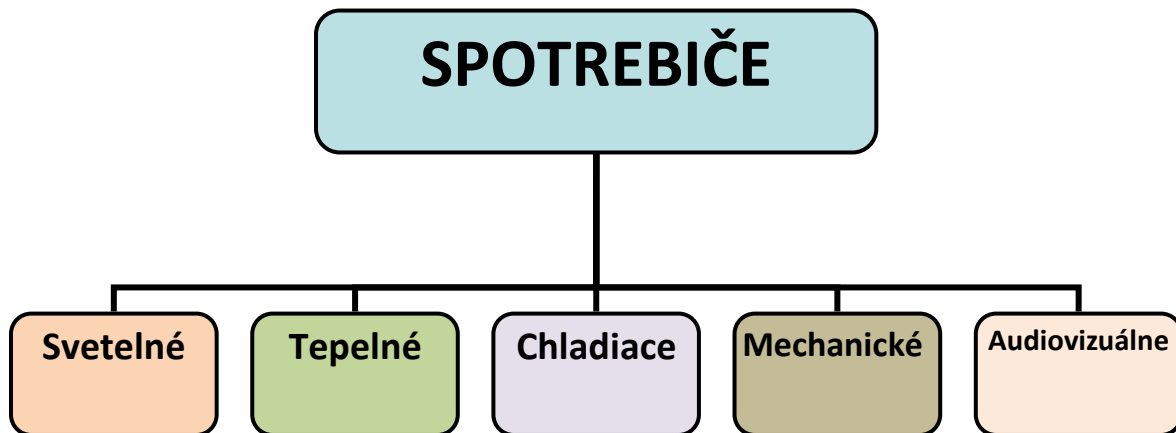 SPOTREBIČE
Svetelné
Tepelné
Chladiace
Mechanické
Audiovizuálne